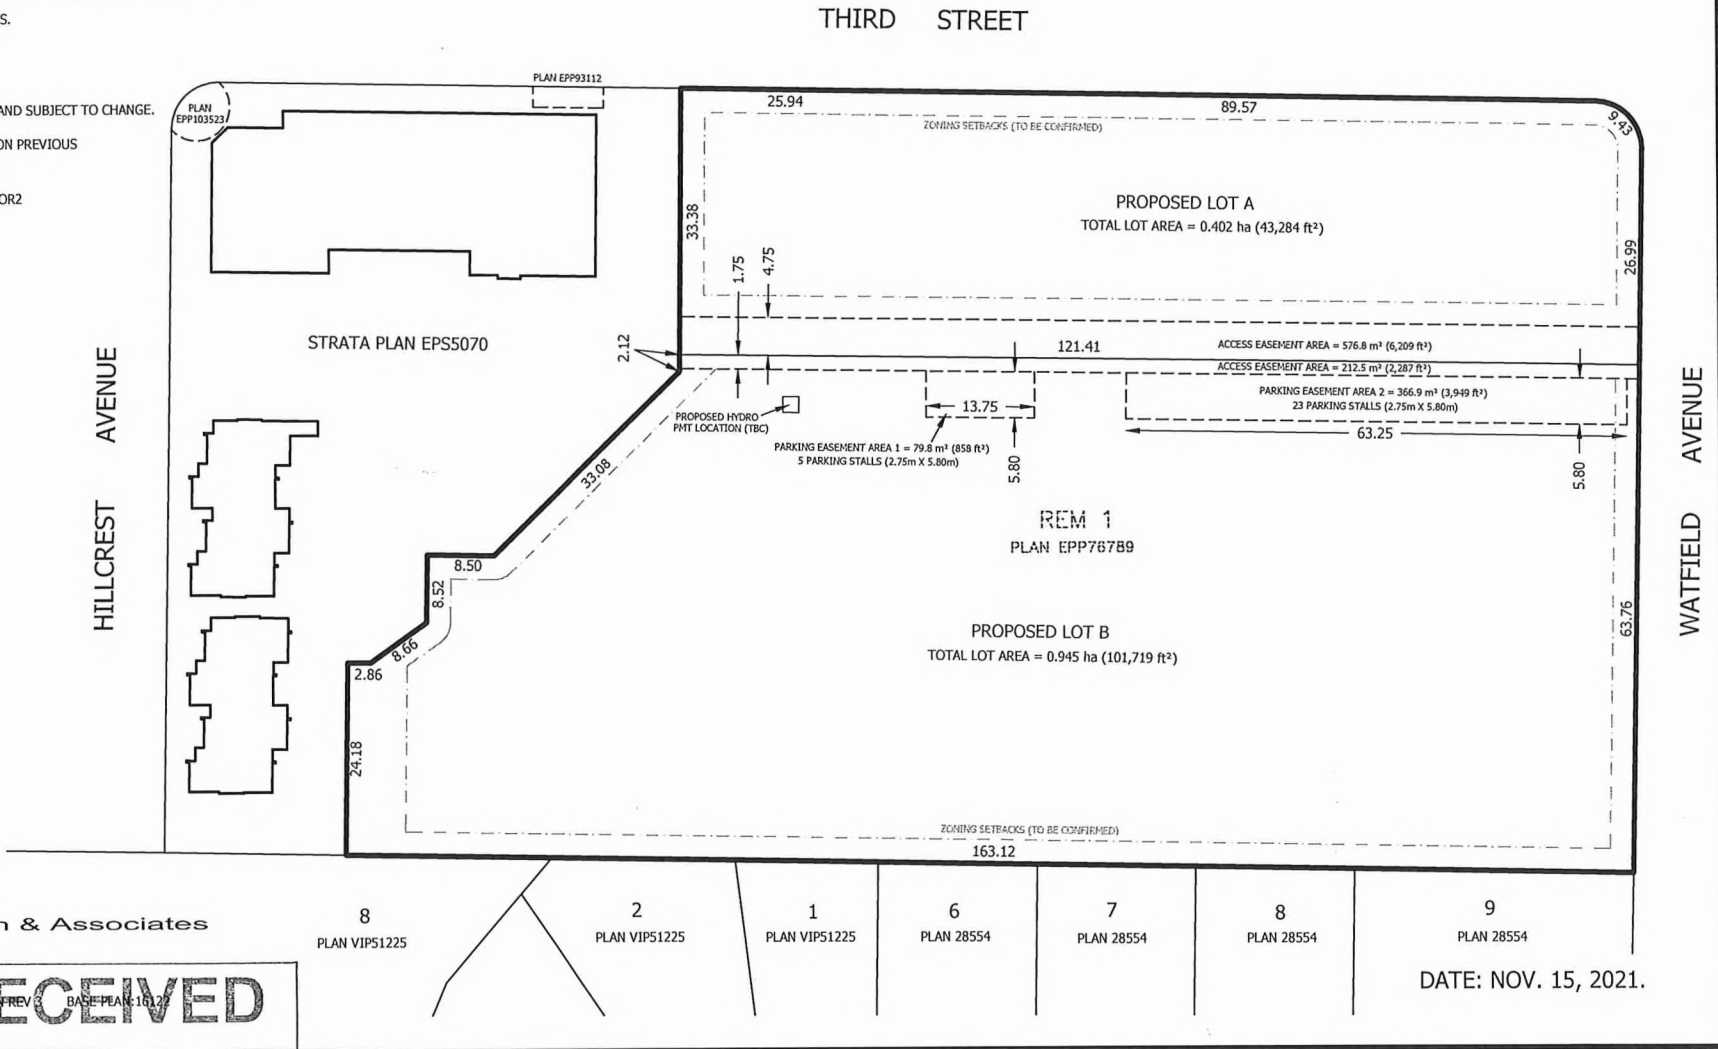 THIRD STREET
S.
AND SUBJECT TO CHANGE.
ON PREVIOUS
OR2
PLAN EPP93112
PLAN
EPP103523
25.94
89.57
9.43
ZONING SETBACKS (TO BE CONFIRMED)
PROPOSED LOT A
TOTAL LOT AREA = 0.402 ha (43,284 ft²)
33.38
26.99
1.75
4.75
STRATA PLAN EPS5070
2.12
121.41
ACCESS EASEMENT AREA = 576.8 m² (6,209 ft²)
ACCESS EASEMENT AREA = 212.5 m² (2,287 ft²)
PARKING EASEMENT AREA 2 = 366.9 m² (3,949 ft²)
23 PARKING STALLS (2.75m X 5.80m)
63.25
5.80
PROPOSED HYDRO
PMT LOCATION (TBC)
13.75
PARKING EASEMENT AREA 1 = 79.8 m² (858 ft²)
5 PARKING STALLS (2.75m X 5.80m)
5.80
HILLCREST AVENUE
WATFIELD AVENUE
33.08
REM 1
PLAN EPP76789
8.50
8.52
8.66
2.86
24.18
63.76
PROPOSED LOT B
TOTAL LOT AREA = 0.945 ha (101,719 ft²)
ZONING SETBACKS (TO BE CONFIRMED)
163.12
8
PLAN VIP51225
2
PLAN VIP51225
1
PLAN VIP51225
6
PLAN 28554
7
PLAN 28554
8
PLAN 28554
9
PLAN 28554
n & Associates
ECEIVED
REV 3 BASE PLAN:16122
DATE: NOV. 15, 2021.